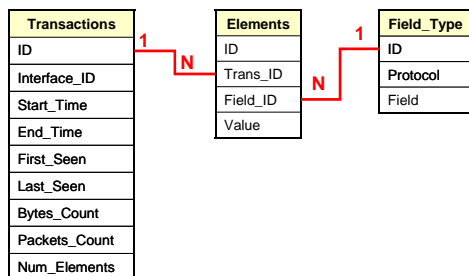 Transactions
ID
Interface_ID
Start_Time
End_Time
First_Seen
Last_Seen
Bytes_Count
Packets_Count
Num_Elements
1
N
Elements
ID
Trans_ID
Field_ID
Value
N
1
Field_Type
ID
Protocol
Field